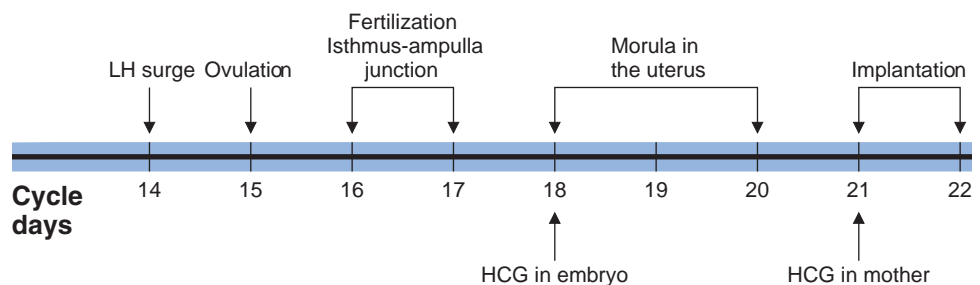 Fertilization
Isthmus-ampulla
junction
Morula in
the uterus
LH surge
Ovulation
Implantation
Cycle
days
14 15 16 17 18 19 20 21 22
HCG in embryo
HCG in mother